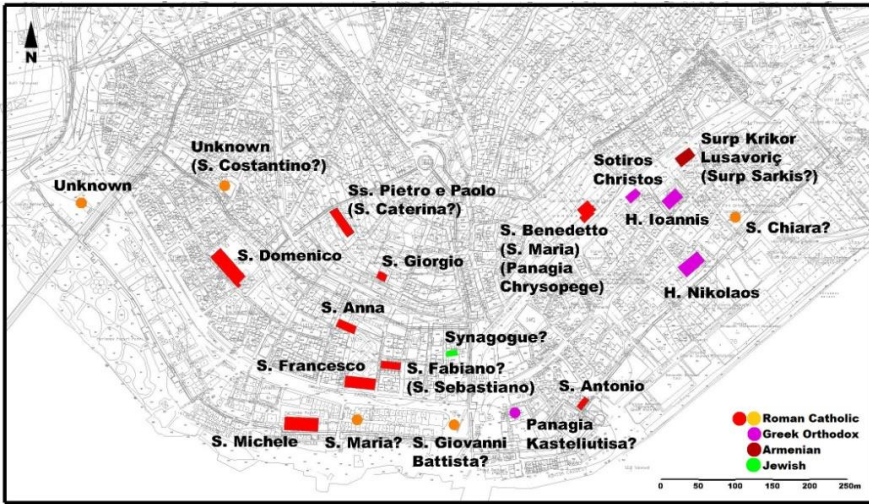 N
Unknown
(S. Costantino?)
Unknown
Ss. Pietro e Paolo
(S. Caterina?)
Sotiros
Christos
Surp Krikor
Lusavoriç
(Surp Sarkis?)
S. Benedetto
(S. Maria)
(Panagia
Chrysopege)
H. Ioannis
S. Chiara?
S. Domenico
S. Giorgio
H. Nikolaos
S. Anna
Synagogue?
S. Francesco
S. Fabiano?
(S. Sebastiano)
S. Antonio
S. Michele
S. Maria?
S. Giovanni
Battista?
Panagia
Kasteliutisa?
Roman Catholic
Greek Orthodox
Armenian
Jewish
0 50 100 150 200 250m